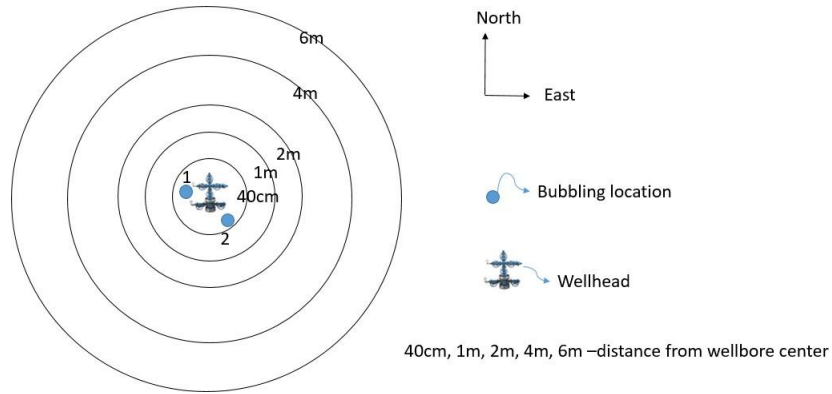 6m
North
4m
East
2m
1m
1
40cm
Bubbling location
2
Wellhead
40cm, 1m, 2m, 4m, 6m –distance from wellbore center